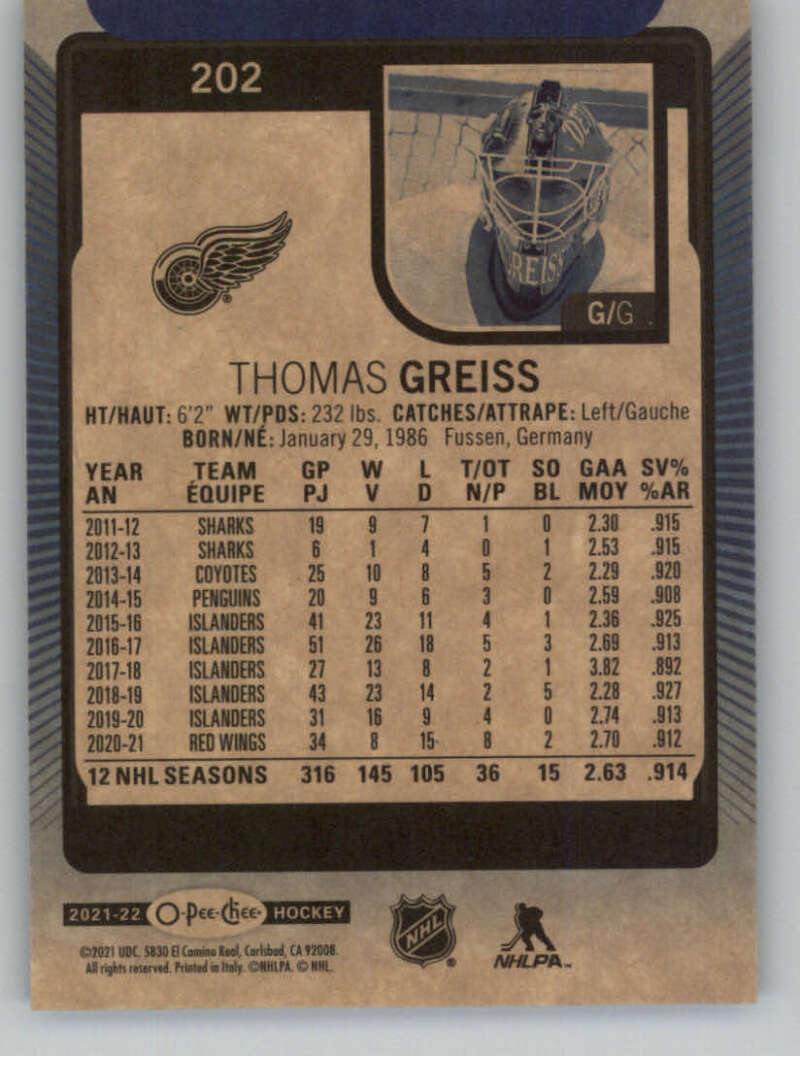 202
GREISS
G/G
THOMAS GREISS
HT/HAUT: 6'2" WT/PDS: 232 lbs. CATCHES/ATTRAPE: Left/Gauche
BORN/NÉ: January 29, 1986 Fussen, Germany
YEAR TEAM GP W L T/OT SO GAA SV%
AN ÉQUIPE PJ V D N/P BL MOY %AR
2011-12 SHARKS 19 9 7 1 0 2.30 .915
2012-13 SHARKS 6 1 4 0 1 2.53 .915
2013-14 COYOTES 25 10 8 5 2 2.29 .920
2014-15 PENGUINS 20 9 6 3 0 2.59 .908
2015-16 ISLANDERS 41 23 11 4 1 2.36 .925
2016-17 ISLANDERS 51 26 18 5 3 2.69 .913
2017-18 ISLANDERS 27 13 8 2 1 3.82 .892
2018-19 ISLANDERS 43 23 14 2 5 2.28 .927
2019-20 ISLANDERS 31 16 9 4 0 2.74 .913
2020-21 RED WINGS 34 8 15 8 2 2.70 .912
12 NHL SEASONS 316 145 105 36 15 2.63 .914
2021-22 O-Pee-Chee HOCKEY
NHL ®
NHLPA™
©2021 UDC. 5830 El Camino Real, Carlsbad, CA 92008.
All rights reserved. Printed in Italy. ©NHLPA. © NHL.